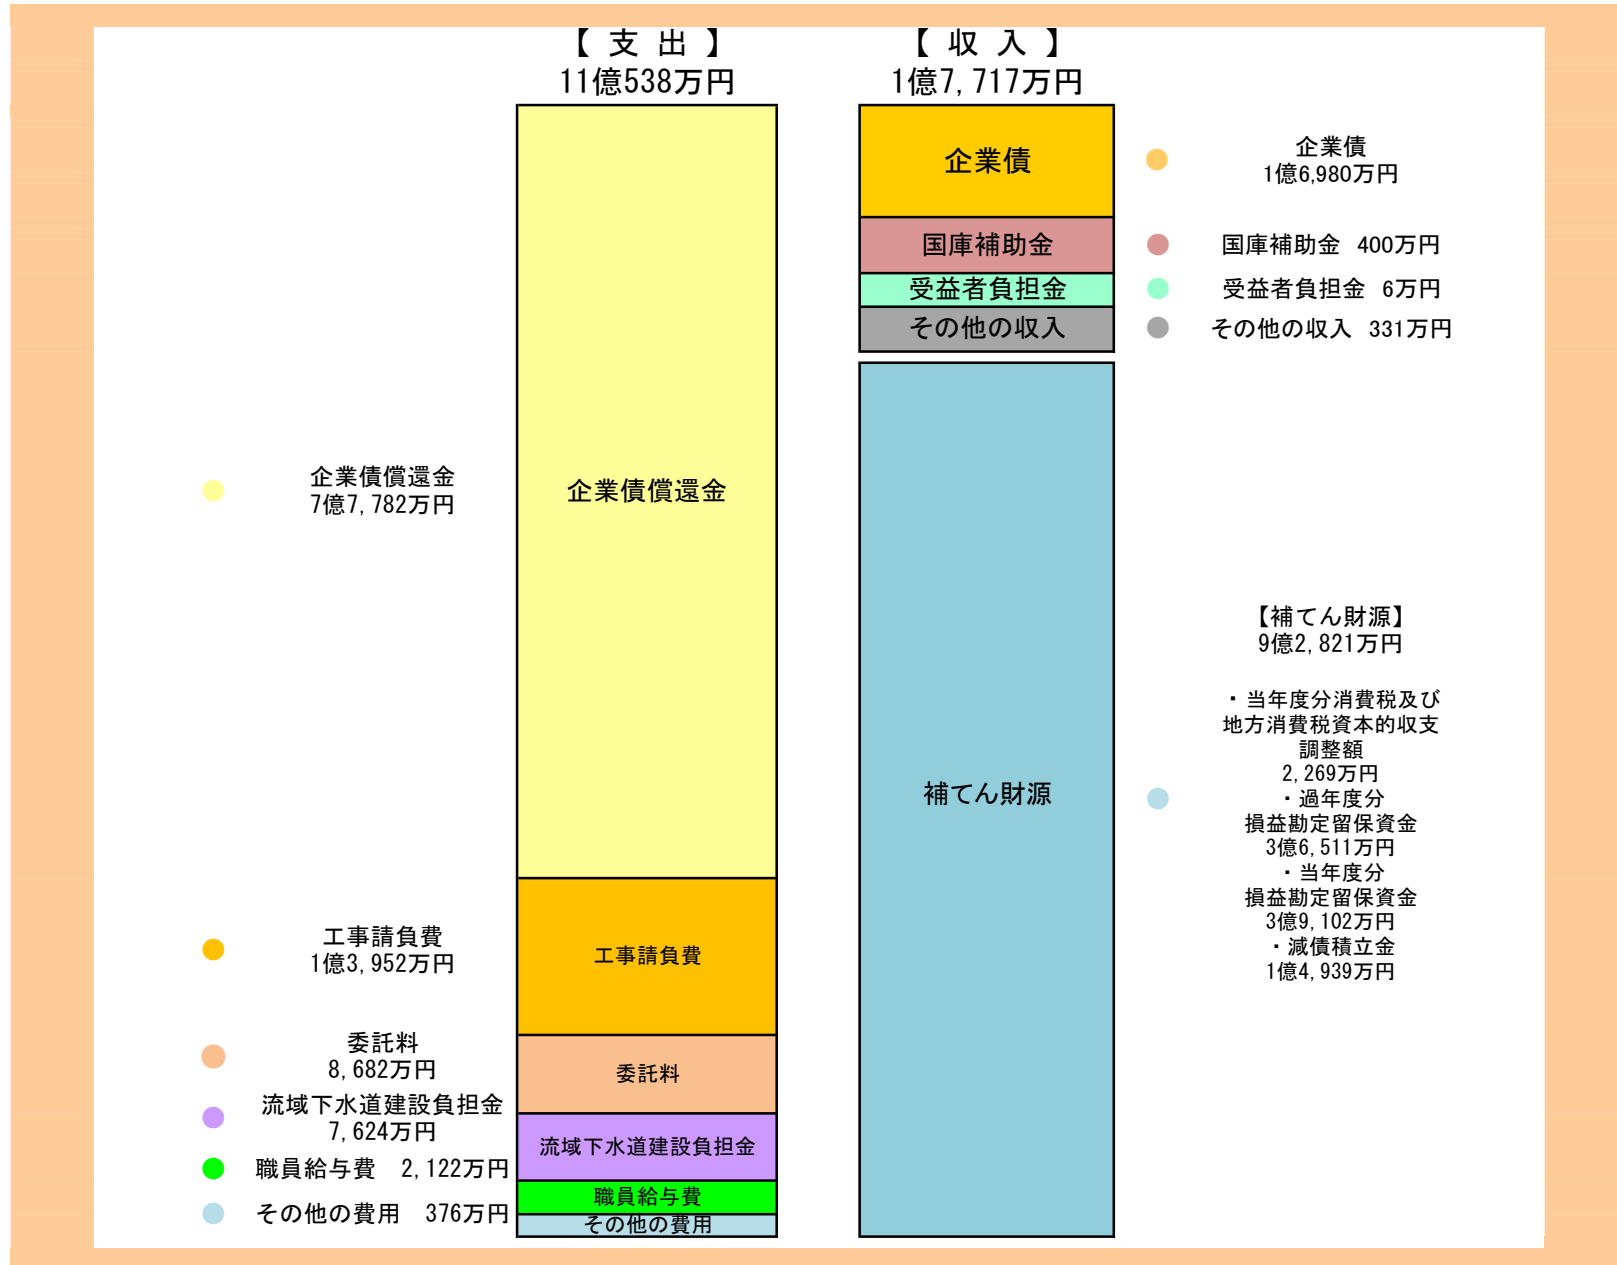 【 支 出 】
11億538万円
企業債償還金
7億7,782万円
企業債償還金
工事請負費
1億3,952万円
工事請負費
委託料
8,682万円
委託料
流域下水道建設負担金
7,624万円
流域下水道建設負担金
職員給与費 2,122万円
職員給与費
その他の費用 376万円
その他の費用
【 収 入 】
1億7,717万円
企業債
企業債
1億6,980万円
国庫補助金
国庫補助金 400万円
受益者負担金
受益者負担金 6万円
その他の収入
その他の収入 331万円
補てん財源
【補てん財源】
9億2,821万円
・当年度分消費税及び
地方消費税資本的収支
調整額
2,269万円
・過年度分
損益勘定留保資金
3億6,511万円
・当年度分
損益勘定留保資金
3億9,102万円
・減債積立金
1億4,939万円